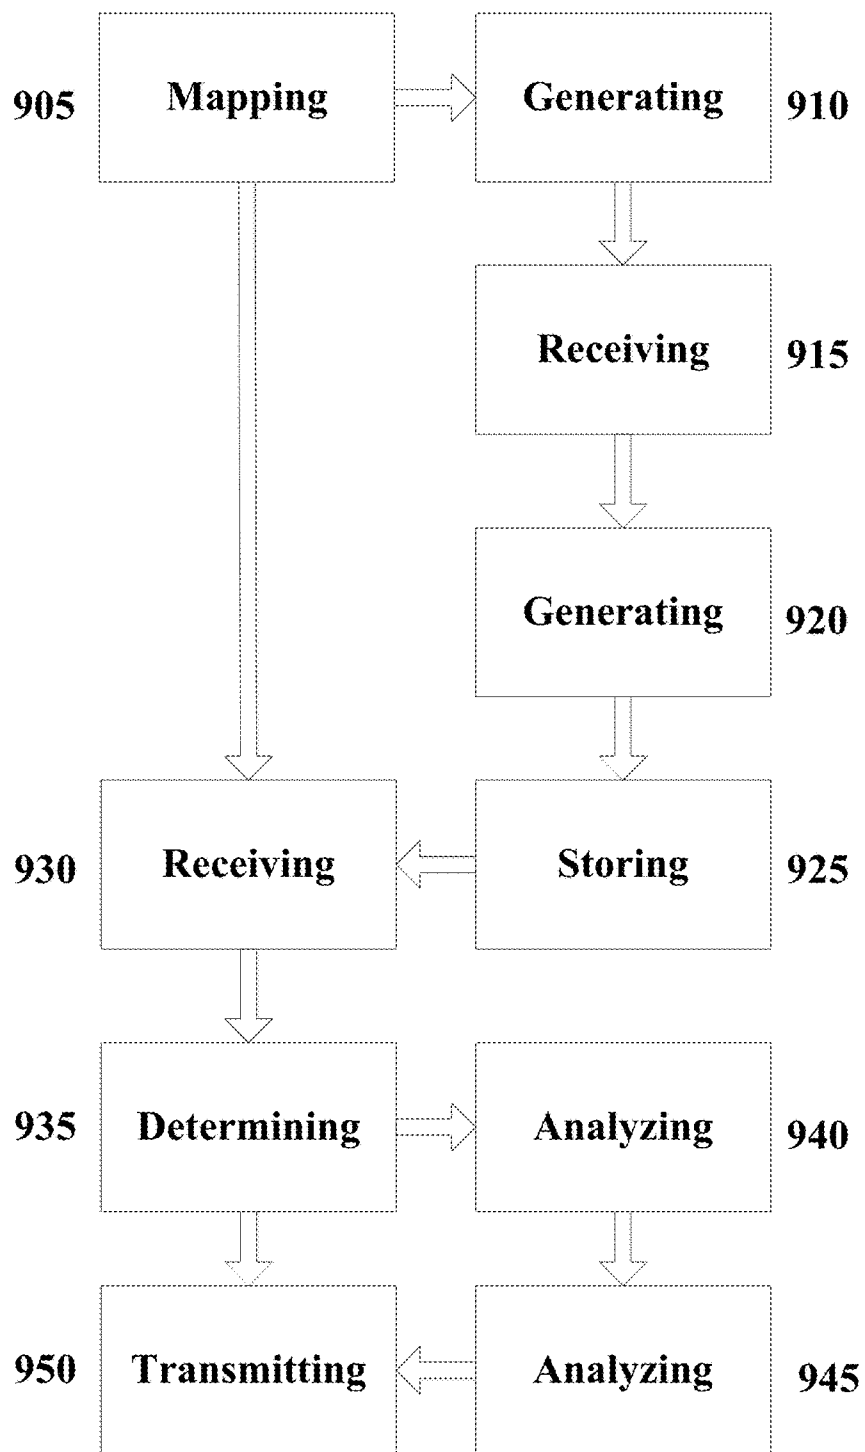 905 Mapping Generating 910
Receiving 915
Generating 920
930 Receiving Storing 925
935 Determining Analyzing 940
950 Transmitting Analyzing 945